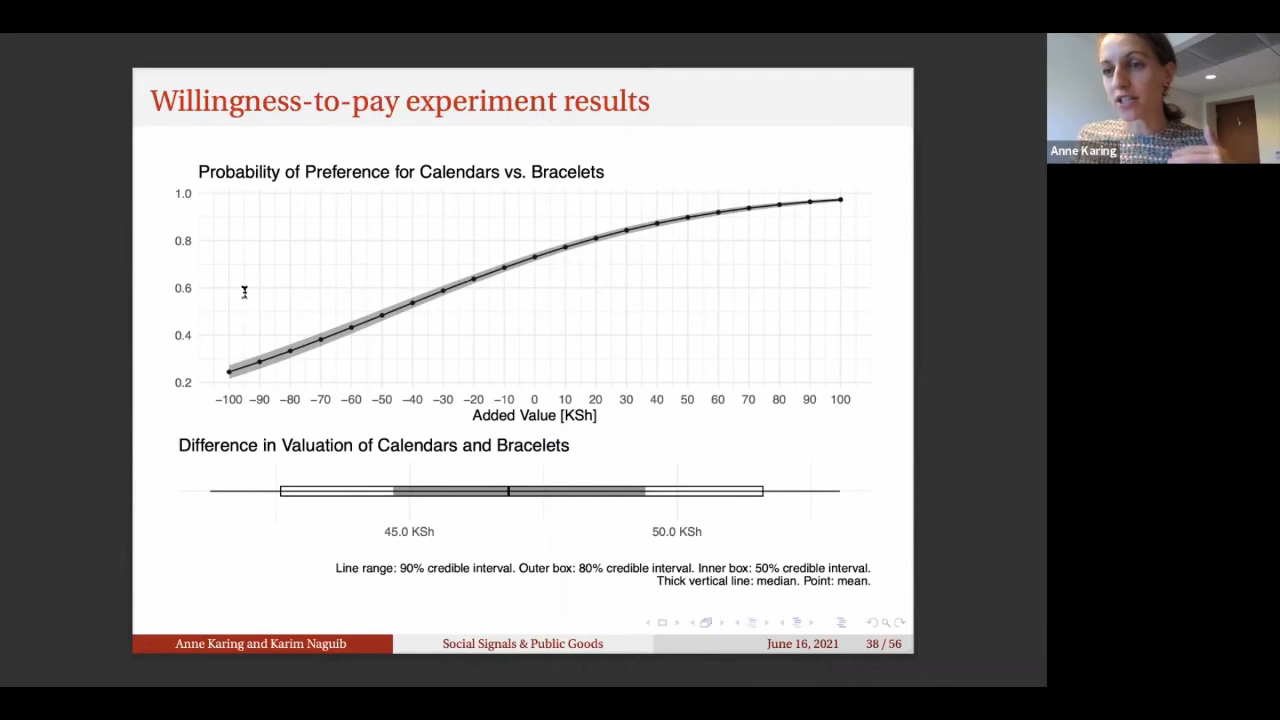 Willingness-to-pay experiment results
Probability of Preference for Calendars vs. Bracelets
1.0
0.8
0.6
0.4
0.2
−100 −90 −80 −70 −60 −50 −40 −30 −20 −10 0 10 20 30 40 50 60 70 80 90 100
Added Value [KSh]
Difference in Valuation of Calendars and Bracelets
45.0 KSh 50.0 KSh
Line range: 90% credible interval. Outer box: 80% credible interval. Inner box: 50% credible interval.
Thick vertical line: median. Point: mean.
Anne Karing and Karim Naguib Social Signals & Public Goods June 16, 2021 38 / 56
Anne Karing